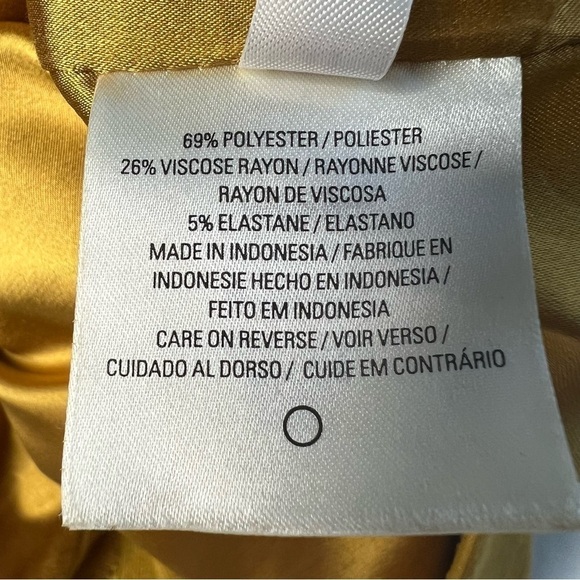 69% POLYESTER / POLIESTER
26% VISCOSE RAYON / RAYONNE VISCOSE /
RAYON DE VISCOSA
5% ELASTANE / ELASTANO
MADE IN INDONESIA / FABRIQUE EN
INDONESIE HECHO EN INDONESIA /
FEITO EM INDONESIA
CARE ON REVERSE / VOIR VERSO /
CUIDADO AL DORSO / CUIDE EM CONTRÁRIO